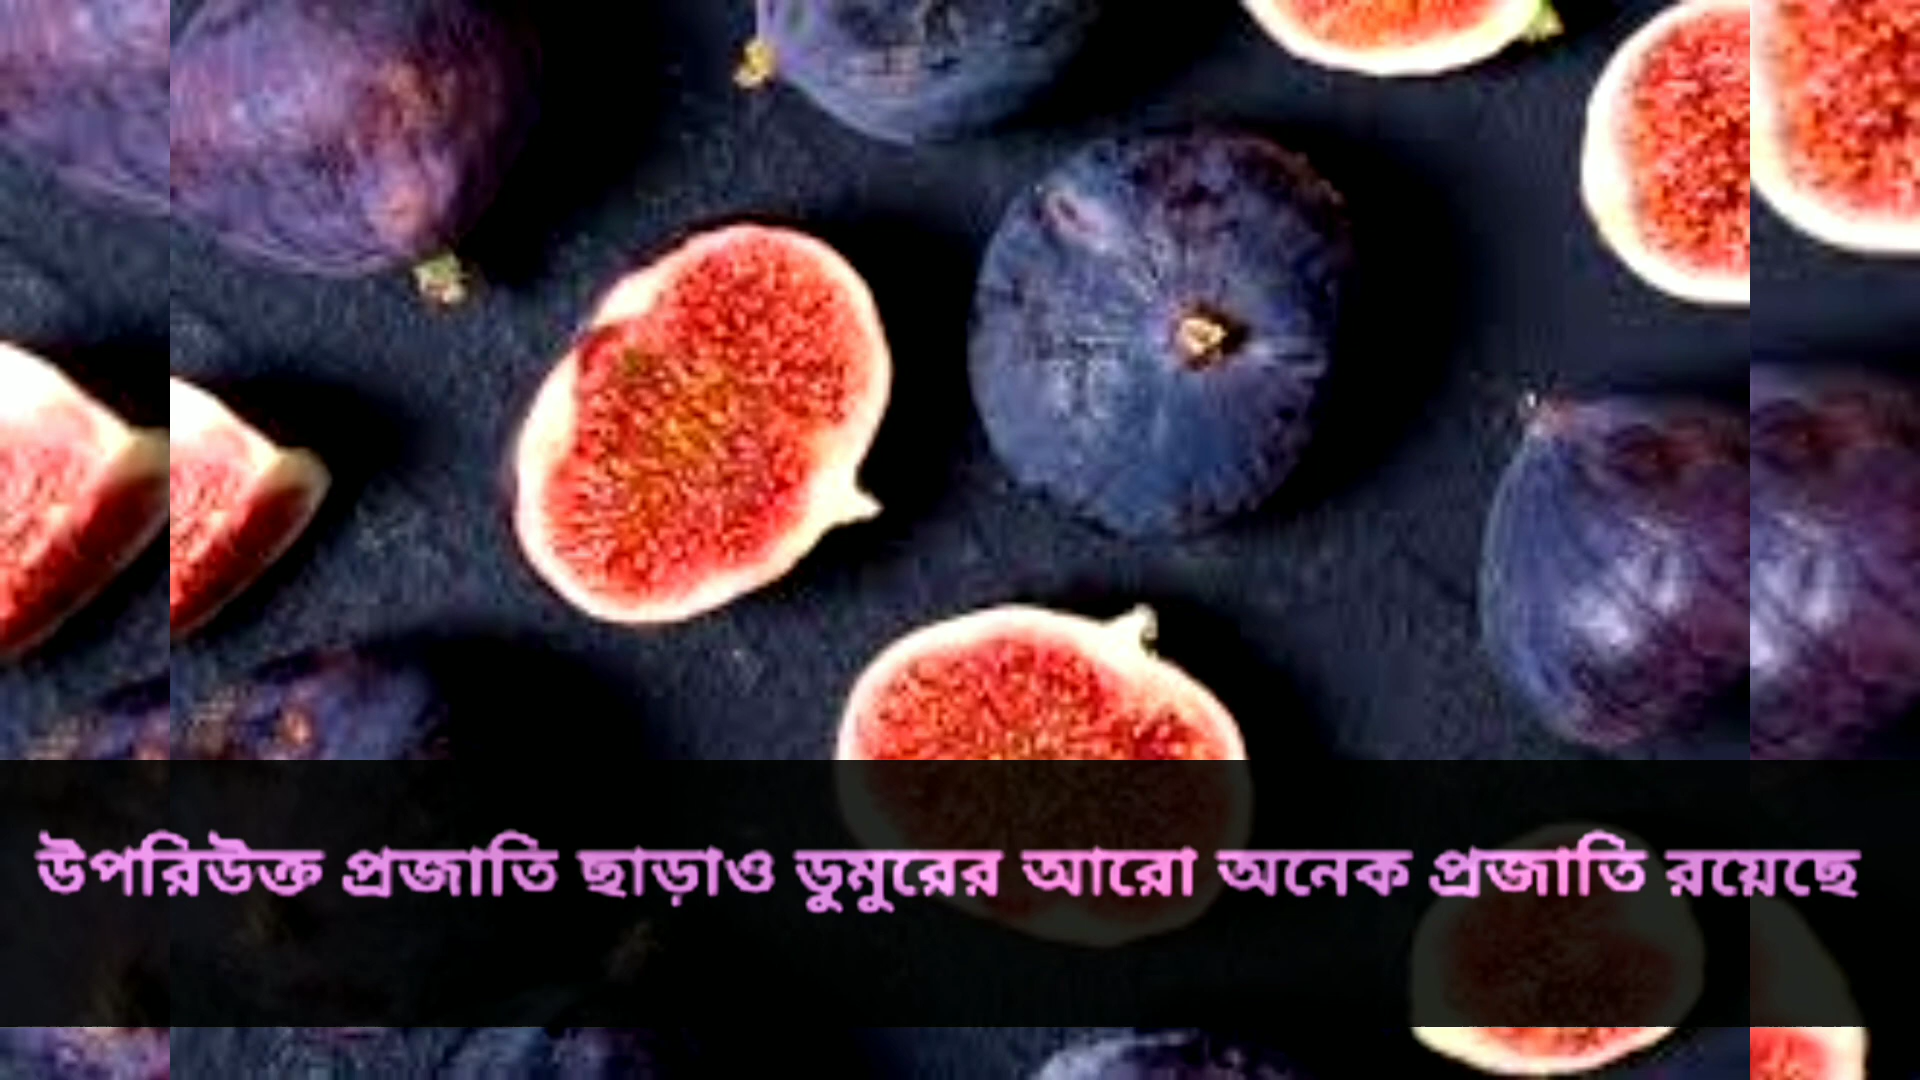 উপরিউক্ত প্রজাতি ছাড়াও ডুমুরের আরো অনেক প্রজাতি রয়েছে